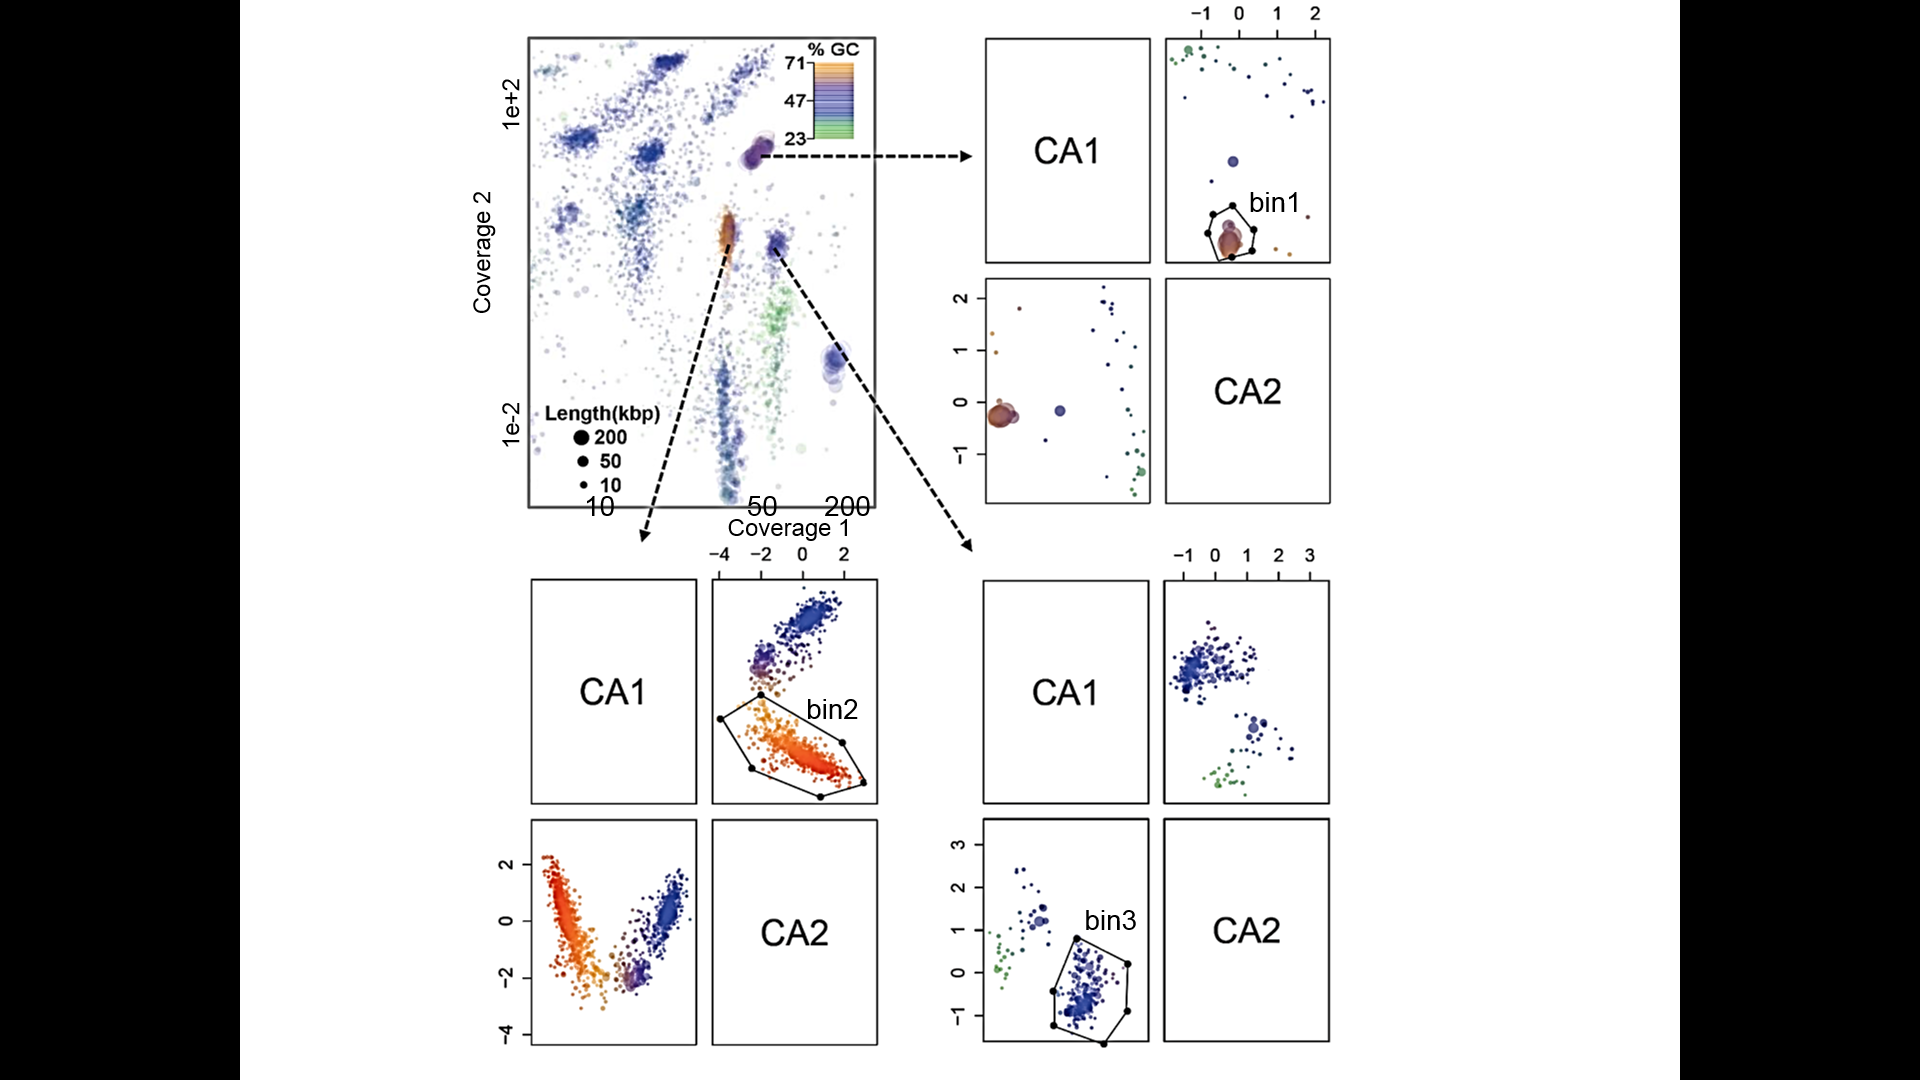 −1 0 1 2
% GC
71
47
23
1e+2
Coverage 2
1e-2
Length(kbp)
200
50
10
10 50 200
Coverage 1
CA1
bin1
2
1
0
−1
CA2
−4 −2 0 2
CA1
bin2
2
0
−2
−4
CA2
−1 0 1 2 3
CA1
3
2
1
0
−1
bin3
CA2